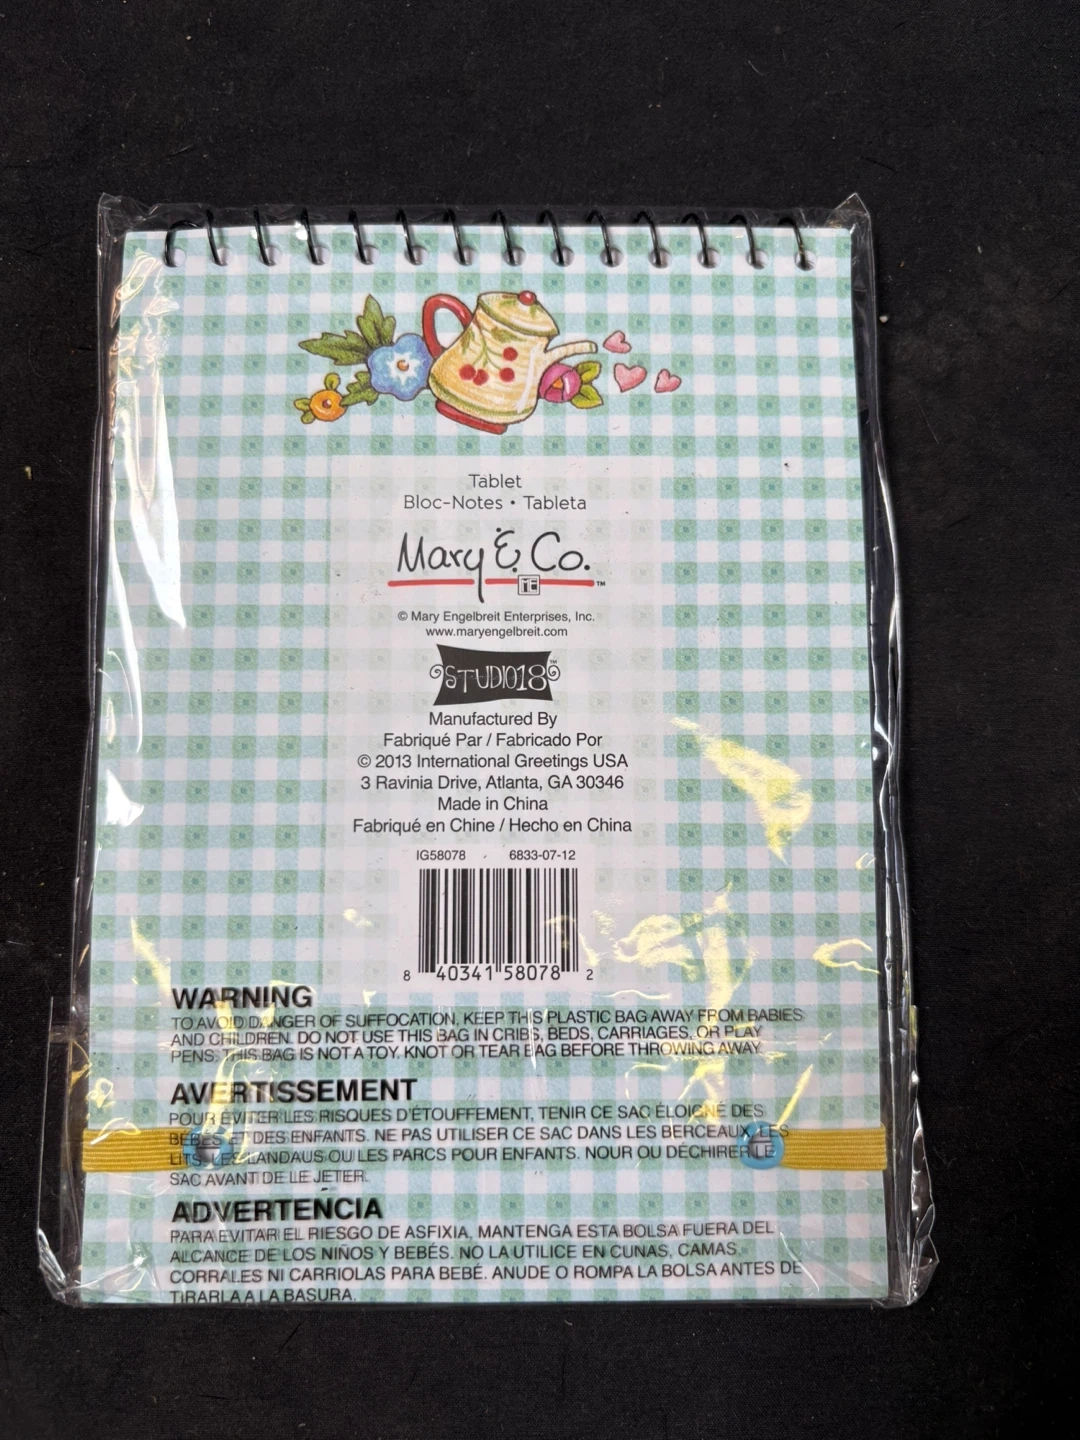 Tablet
Bloc-Notes • Tableta
Mary & Co.™
© Mary Engelbreit Enterprises, Inc.
www.maryengelbreit.com
STUDIO18™
Manufactured By
Fabriqué Par / Fabricado Por
© 2013 International Greetings USA
3 Ravinia Drive, Atlanta, GA 30346
Made in China
Fabriqué en Chine / Hecho en China
IG58078 6833-07-12
8 40341 58078 2
WARNING
TO AVOID DANGER OF SUFFOCATION, KEEP THIS PLASTIC BAG AWAY FROM BABIES
AND CHILDREN. DO NOT USE THIS BAG IN CRIBS, BEDS, CARRIAGES, OR PLAY
PENS. THIS BAG IS NOT A TOY. KNOT OR TEAR BAG BEFORE THROWING AWAY.
AVERTISSEMENT
POUR ÉVITER LES RISQUES D'ÉTOUFFEMENT, TENIR CE SAC ÉLOIGNÉ DES
BÉBÉS ET DES ENFANTS. NE PAS UTILISER CE SAC DANS LES BERCEAUX, LES
LITS, LES LANDAUS OU LES PARCS POUR ENFANTS. NOUR OU DÉCHIRER LE
SAC AVANT DE LE JETER.
ADVERTENCIA
PARA EVITAR EL RIESGO DE ASFIXIA, MANTENGA ESTA BOLSA FUERA DEL
ALCANCE DE LOS NIÑOS Y BEBÉS. NO LA UTILICE EN CUNAS, CAMAS,
CORRALES NI CARRIOLAS PARA BEBÉ. ANUDE O ROMPA LA BOLSA ANTES DE
TIRARLA A LA BASURA.